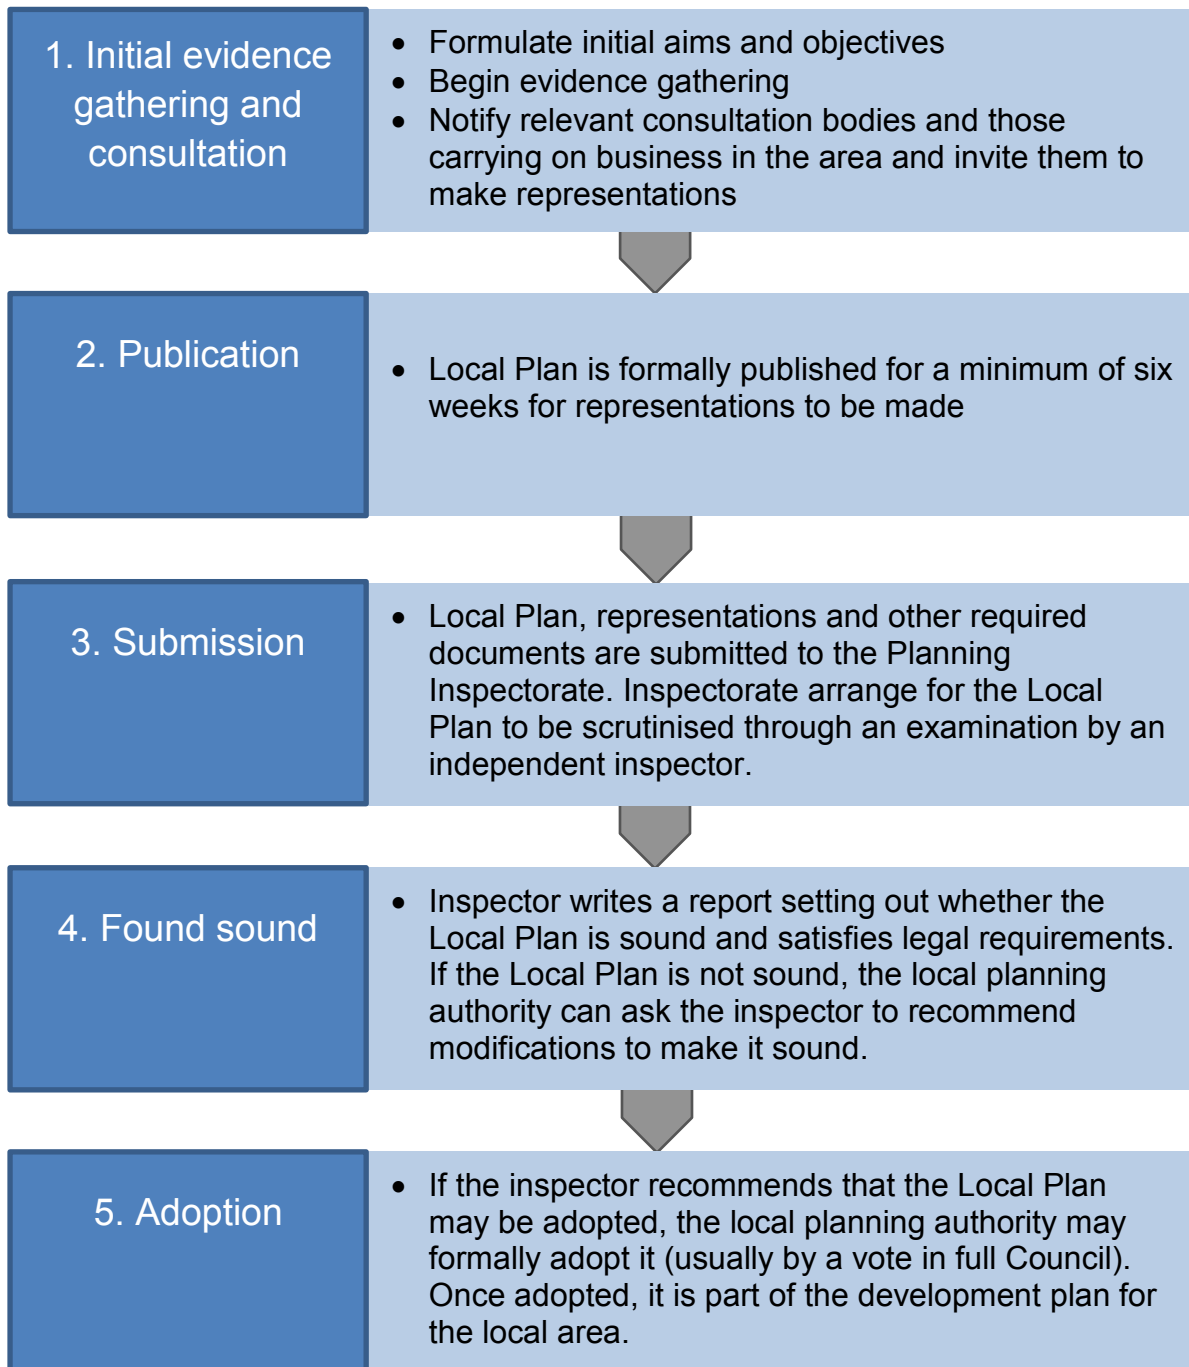 1. Initial evidence
gathering and
consultation
• Formulate initial aims and objectives
• Begin evidence gathering
• Notify relevant consultation bodies and those
carrying on business in the area and invite them to
make representations
2. Publication
• Local Plan is formally published for a minimum of six
weeks for representations to be made
3. Submission
• Local Plan, representations and other required
documents are submitted to the Planning
Inspectorate. Inspectorate arrange for the Local
Plan to be scrutinised through an examination by an
independent inspector.
4. Found sound
• Inspector writes a report setting out whether the
Local Plan is sound and satisfies legal requirements.
If the Local Plan is not sound, the local planning
authority can ask the inspector to recommend
modifications to make it sound.
5. Adoption
• If the inspector recommends that the Local Plan
may be adopted, the local planning authority may
formally adopt it (usually by a vote in full Council).
Once adopted, it is part of the development plan for
the local area.